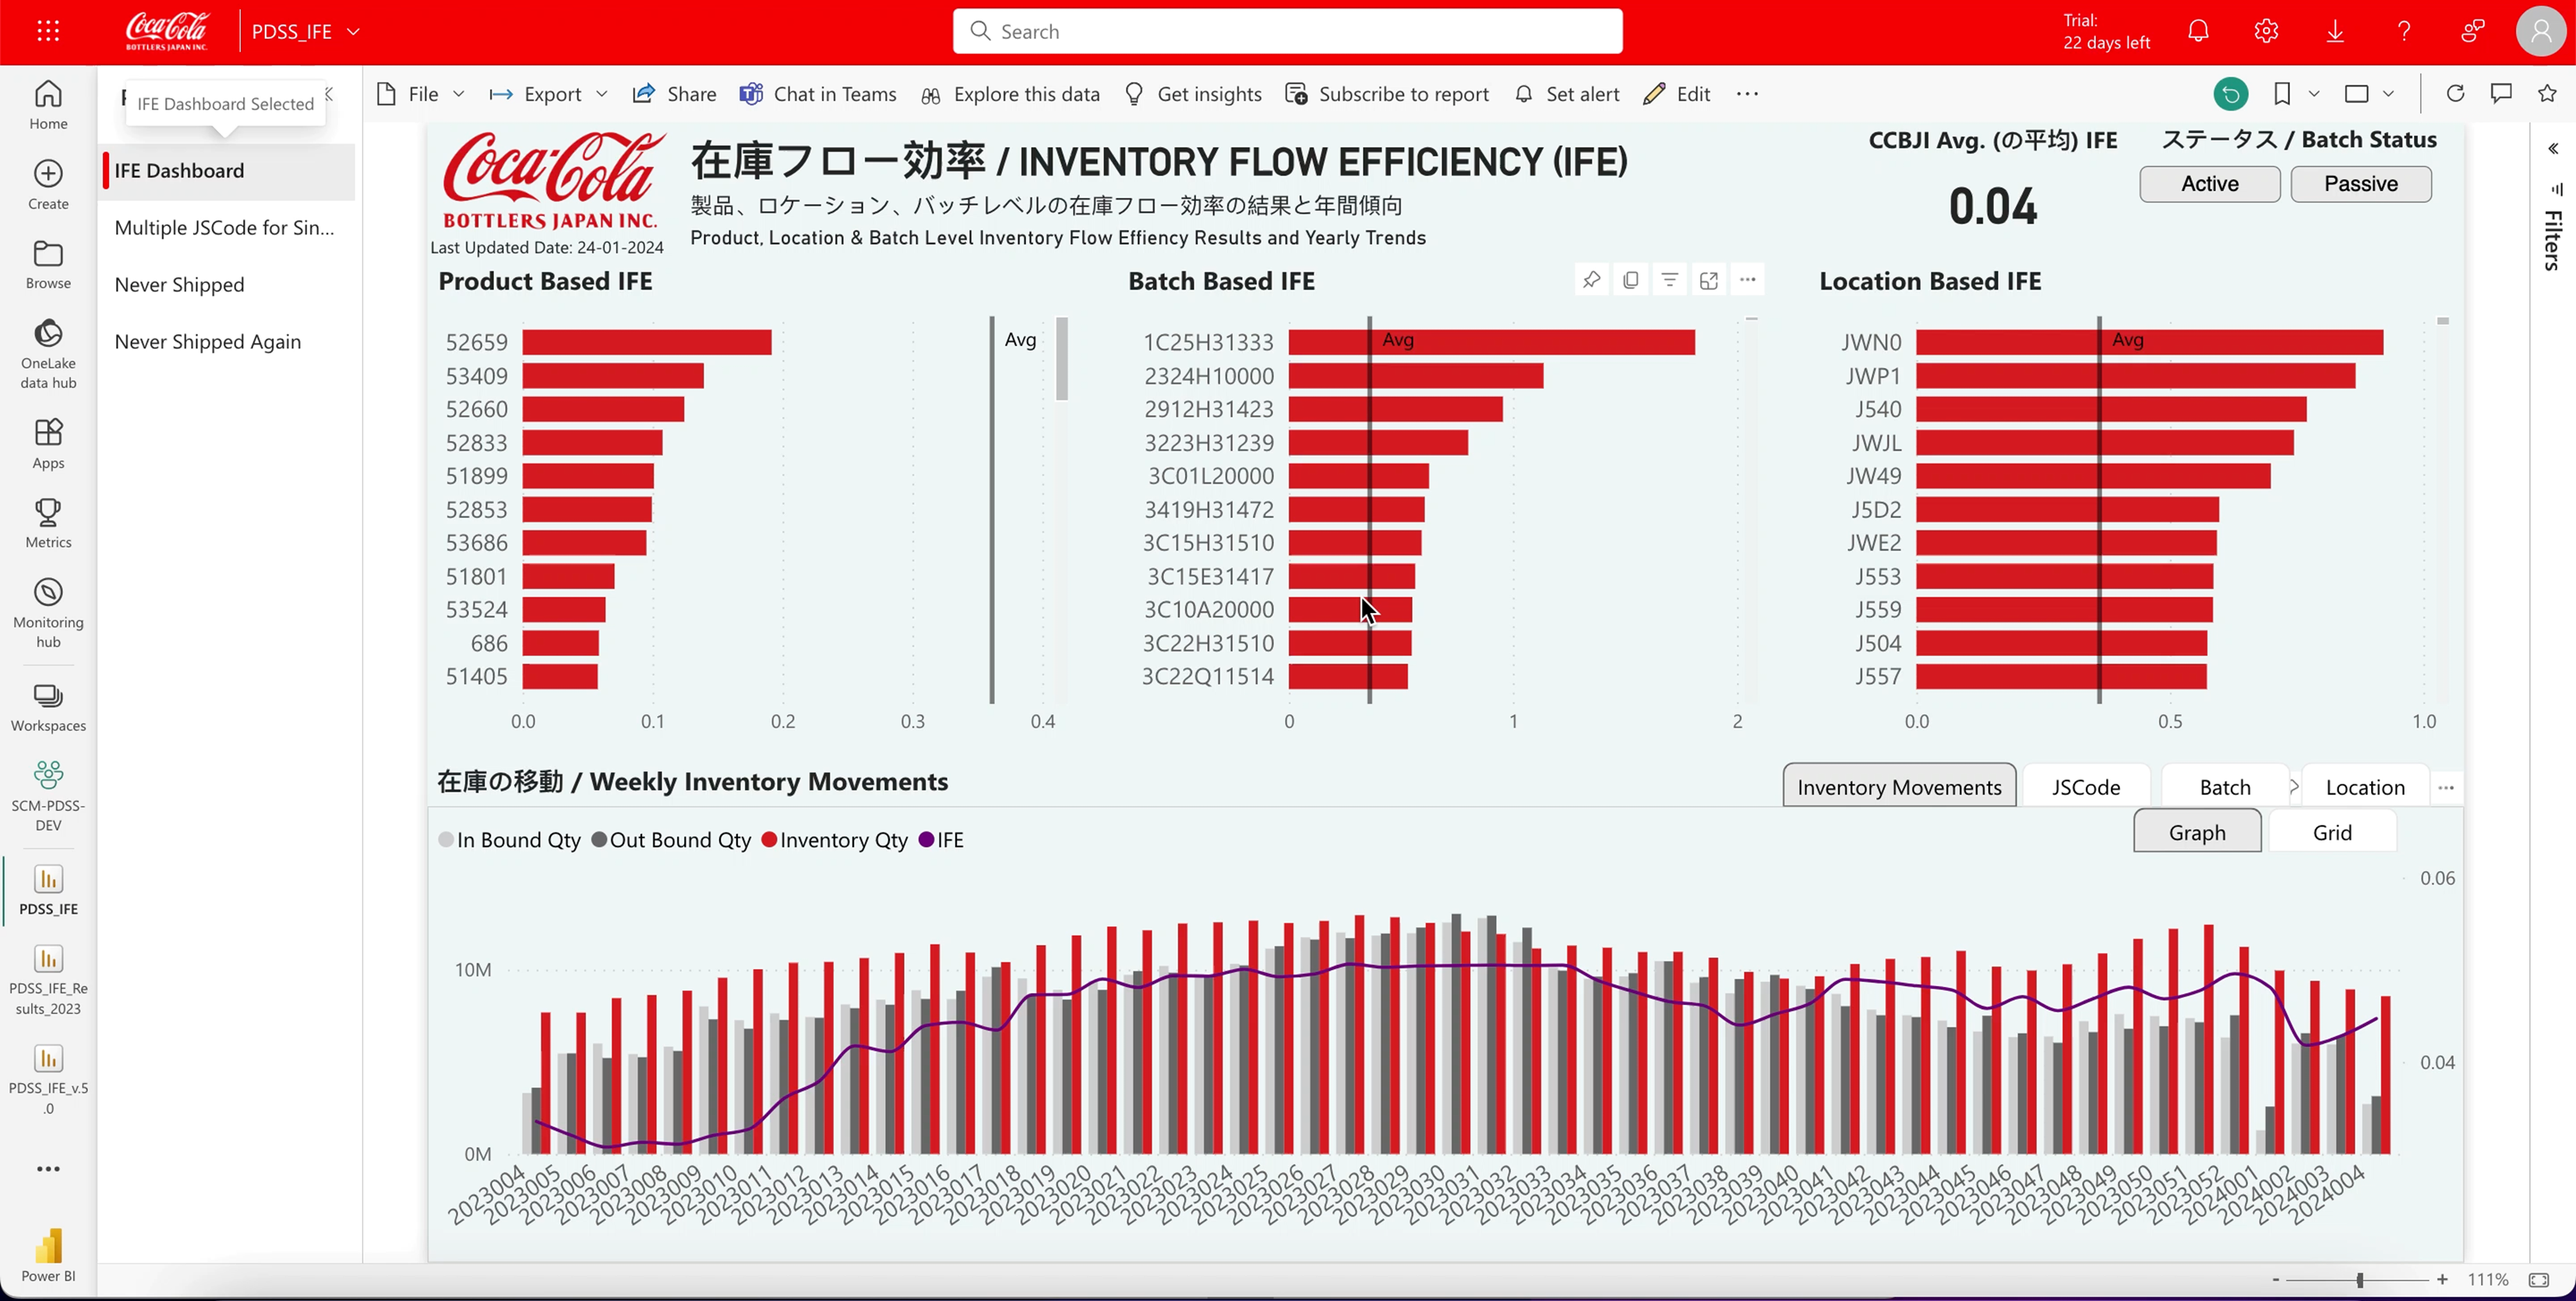 Coca-Cola
BOTTLERS JAPAN INC.
PDSS_IFE
Search
Trial:
22 days left
Home
Create
Browse
OneLake
data hub
Apps
Metrics
Monitoring
hub
Workspaces
SCM-PDSS-
DEV
PDSS_IFE
PDSS_IFE_Re
sults_2023
PDSS_IFE_v.5
.0
Power BI
IFE Dashboard Selected
IFE Dashboard
Multiple JSCode for Sin...
Never Shipped
Never Shipped Again
File
Export
Share
Chat in Teams
Explore this data
Get insights
Subscribe to report
Set alert
Edit
Filters
Coca-Cola
BOTTLERS JAPAN INC.
Last Updated Date: 24-01-2024
在庫フロー効率 / INVENTORY FLOW EFFICIENCY (IFE)
製品、ロケーション、バッチレベルの在庫フロー効率の結果と年間傾向
Product, Location & Batch Level Inventory Flow Effiency Results and Yearly Trends
CCBJI Avg. (の平均) IFE
0.04
ステータス / Batch Status
Active
Passive
Product Based IFE
52659
53409
52660
52833
51899
52853
53686
51801
53524
686
51405
Avg
0.0 0.1 0.2 0.3 0.4
Batch Based IFE
1C25H31333
2324H10000
2912H31423
3223H31239
3C01L20000
3419H31472
3C15H31510
3C15E31417
3C10A20000
3C22H31510
3C22Q11514
Avg
0 1 2
Location Based IFE
JWN0
JWP1
J540
JWJL
JW49
J5D2
JWE2
J553
J559
J504
J557
Avg
0.0 0.5 1.0
在庫の移動 / Weekly Inventory Movements
Inventory Movements
JSCode
Batch
Location
Graph
Grid
In Bound Qty
Out Bound Qty
Inventory Qty
IFE
10M
0M
0.06
0.04
2023004
2023005
2023006
2023007
2023008
2023009
2023010
2023011
2023012
2023013
2023014
2023015
2023016
2023017
2023018
2023019
2023020
2023021
2023022
2023023
2023024
2023025
2023026
2023027
2023028
2023029
2023030
2023031
2023032
2023033
2023034
2023035
2023036
2023037
2023038
2023039
2023040
2023041
2023042
2023043
2023044
2023045
2023046
2023047
2023048
2023049
2023050
2023051
2023052
2024001
2024002
2024003
2024004
111%